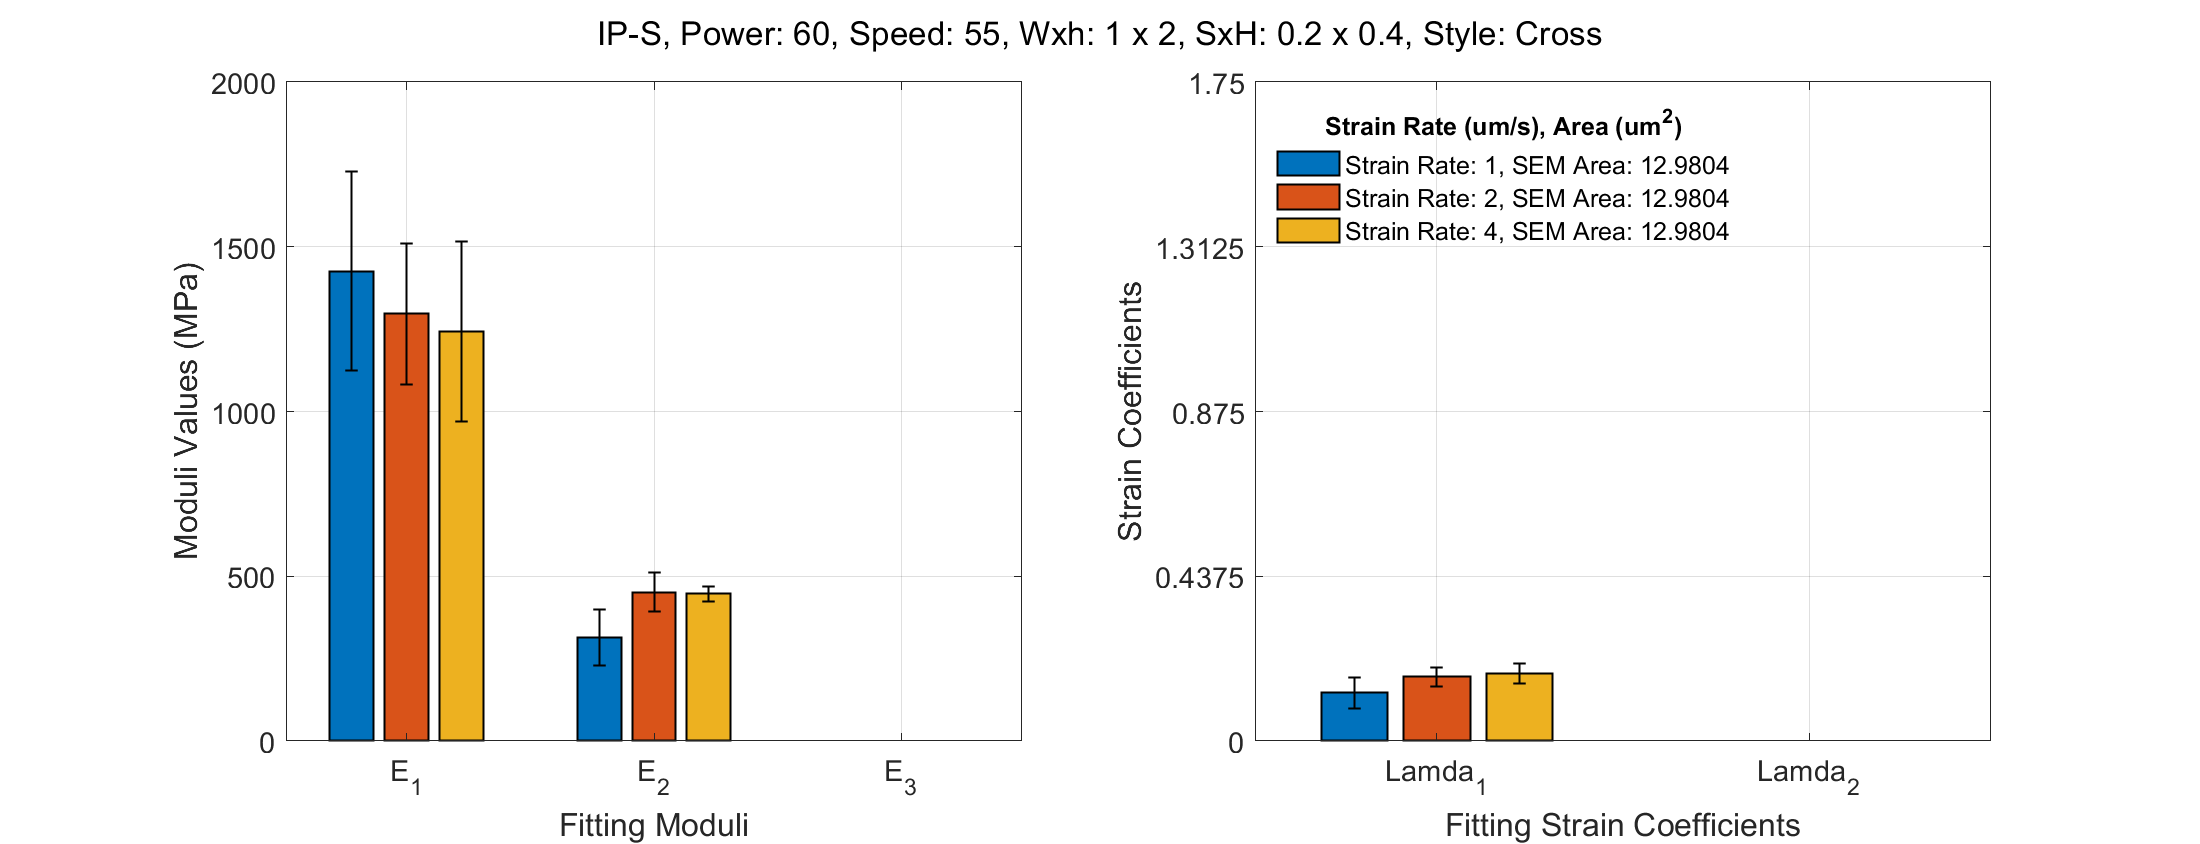 IP-S, Power: 60, Speed: 55, Wxh: 1 x 2, SxH: 0.2 x 0.4, Style: Cross
2000
1500
1000
500
0
Moduli Values (MPa)
E1
E2
E3
Fitting Moduli
1.75
1.3125
0.875
0.4375
0
Strain Coefficients
Strain Rate (um/s), Area (um²)
Strain Rate: 1, SEM Area: 12.9804
Strain Rate: 2, SEM Area: 12.9804
Strain Rate: 4, SEM Area: 12.9804
Lamda1
Lamda2
Fitting Strain Coefficients